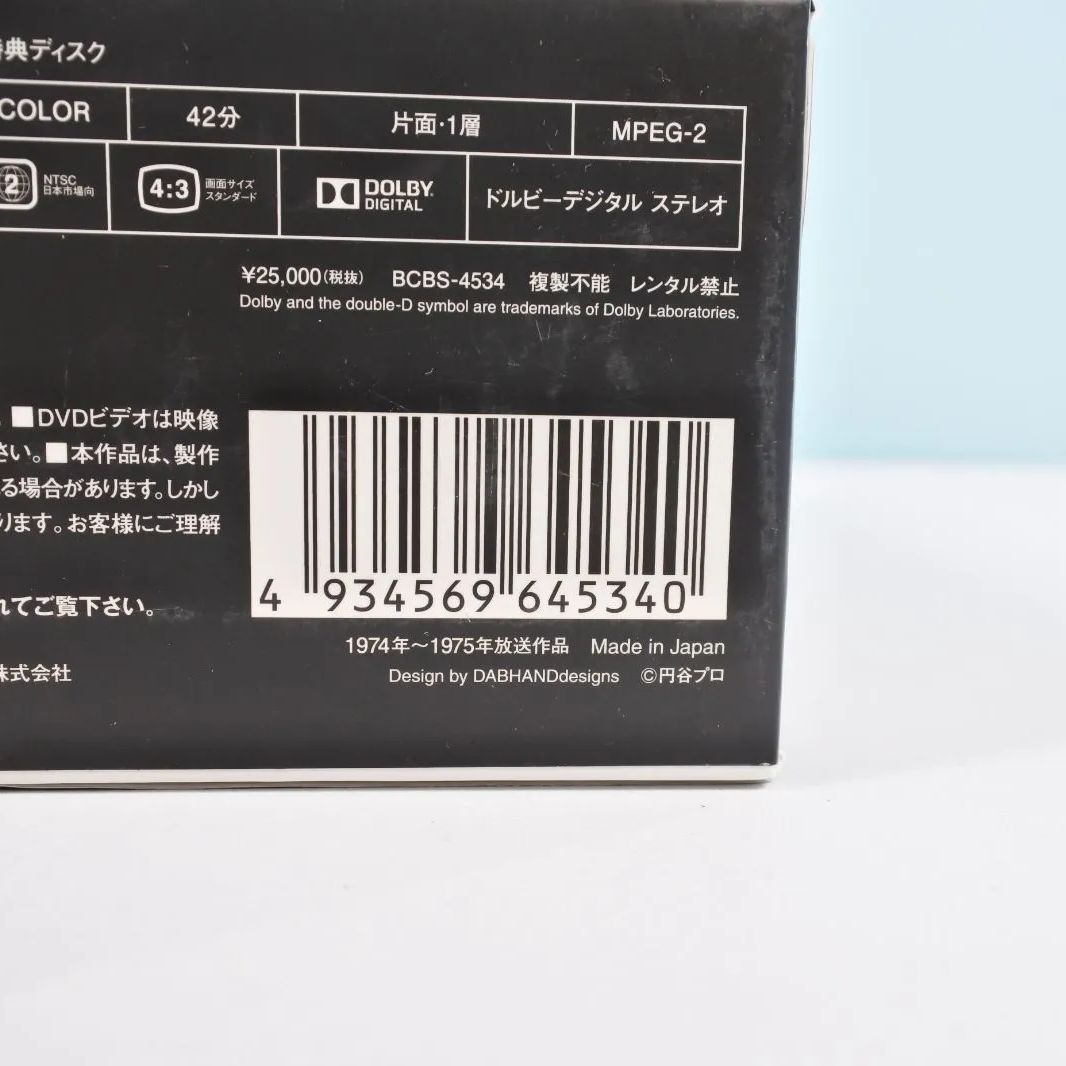 特典ディスク
COLOR 42分 片面·1層 MPEG-2
2 NTSC 日本市場向 4:3 画面サイズ スタンダード DOLBY DIGITAL ドルビーデジタル ステレオ
¥25,000(税抜) BCBS-4534 複製不能 レンタル禁止
Dolby and the double-D symbol are trademarks of Dolby Laboratories.
■DVDビデオは映像
さい。■本作品は、製作
る場合があります。しかし
ります。お客様にご理解
れてご覧下さい。
4 934569 645340
1974年～1975年放送作品 Made in Japan
株式会社
Design by DABHANDdesigns ©円谷プロ